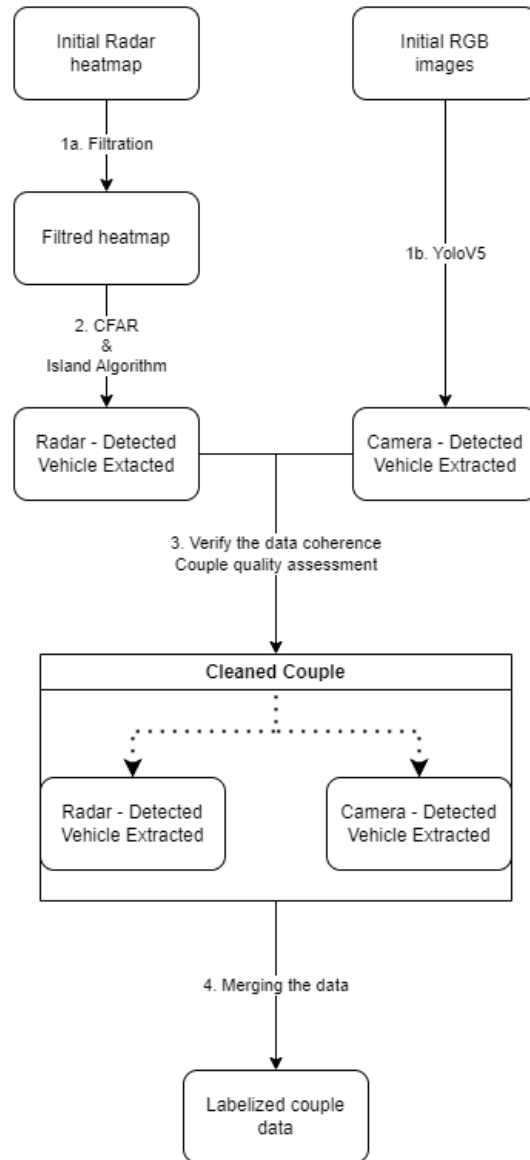 Initial Radar
heatmap
Initial RGB
images
1a. Filtration
Filtred heatmap
1b. YoloV5
2. CFAR
&
Island Algorithm
Radar - Detected
Vehicle Extacted
Camera - Detected
Vehicle Extracted
3. Verify the data coherence
Couple quality assessment
Cleaned Couple
Radar - Detected
Vehicle Extracted
Camera - Detected
Vehicle Extracted
4. Merging the data
Labelized couple
data